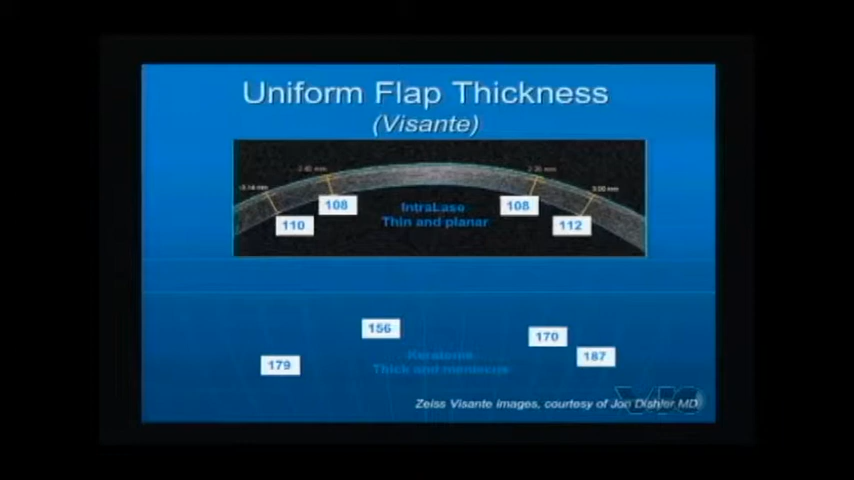 Uniform Flap Thickness
(Visante)
108
108
110
112
IntraLase
Thin and planar
156
170
179
187
Thick and meniscus
Zeiss Visante images, courtesy of Jon Dishler, MD